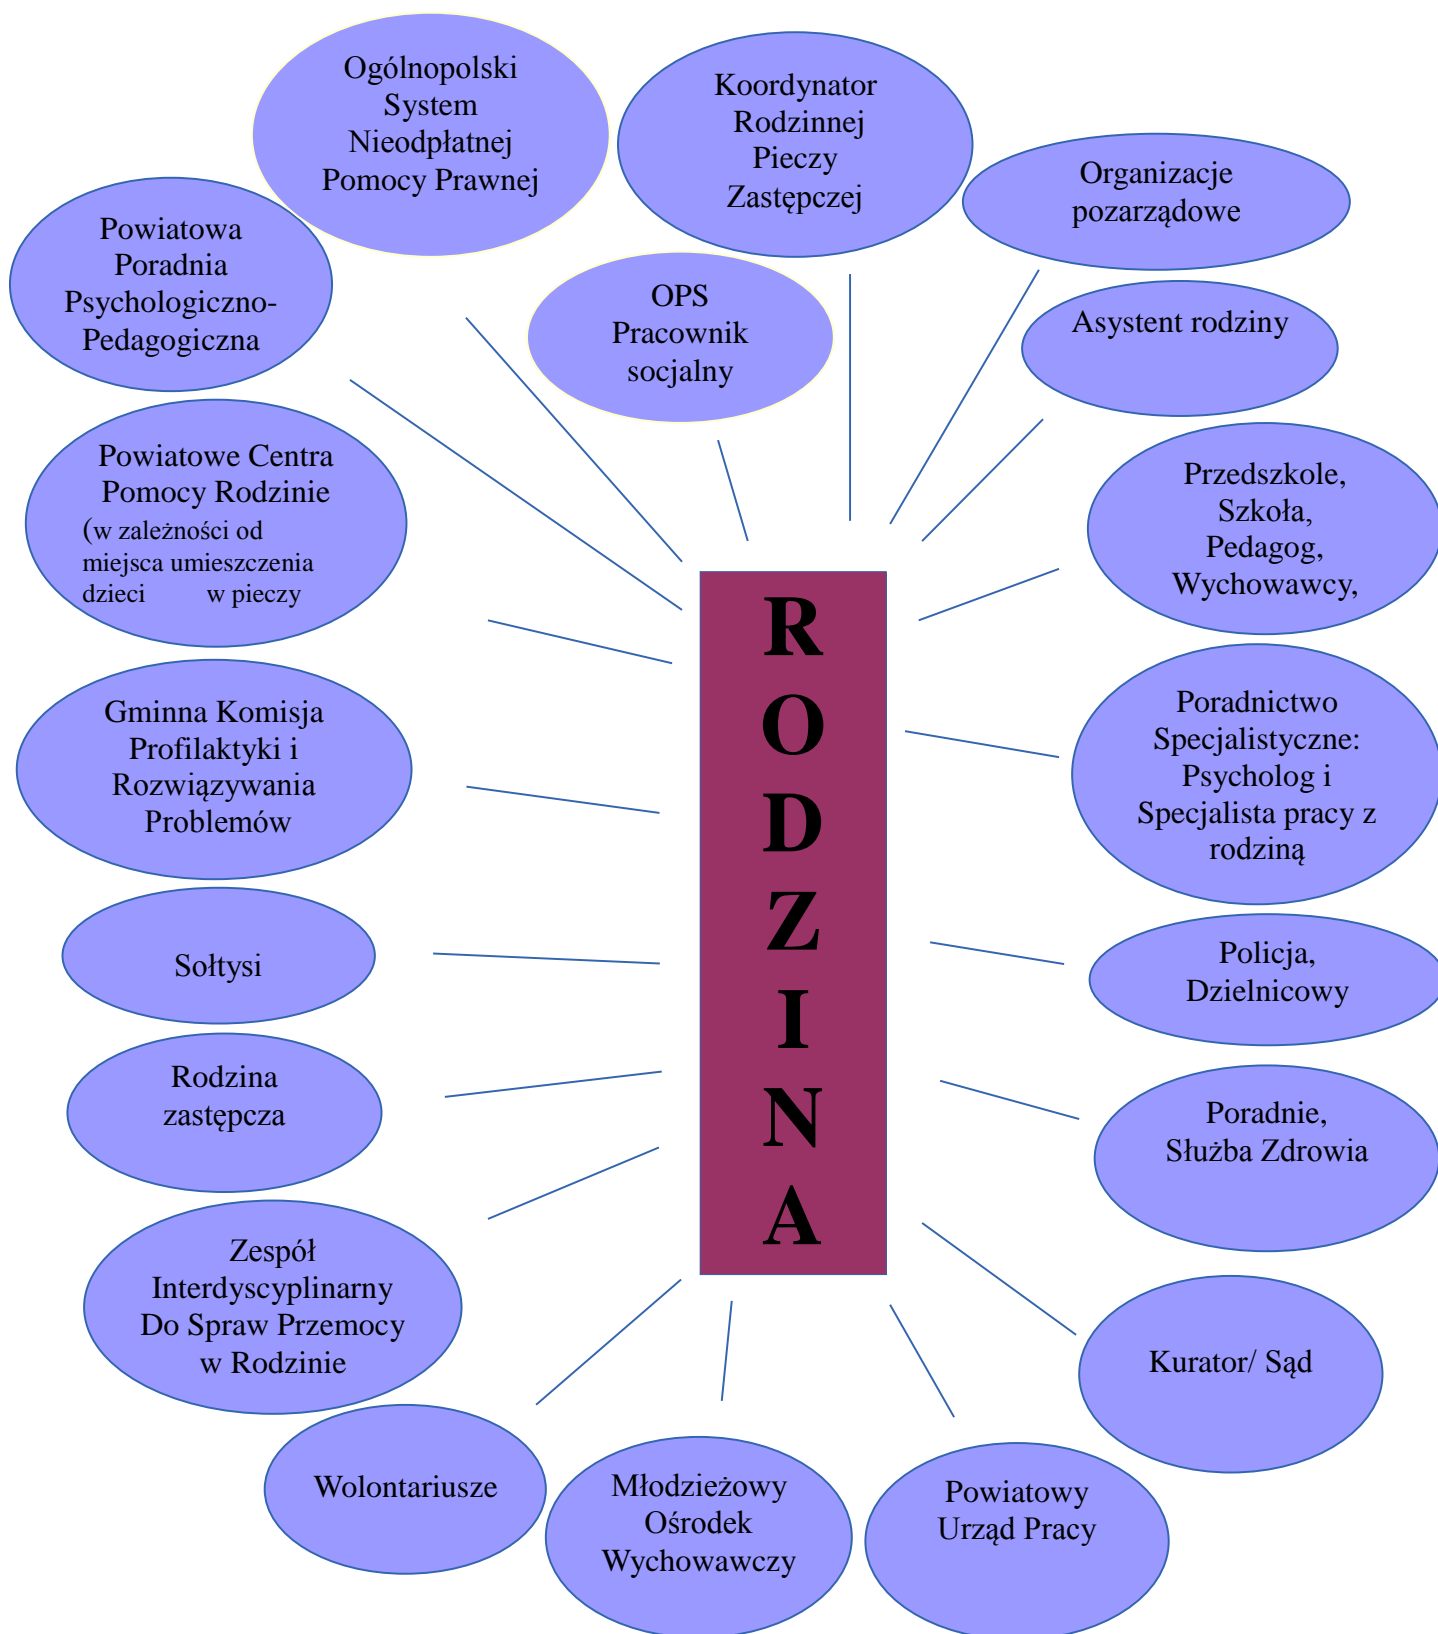 Ogólnopolski
System
Nieodpłatnej
Pomocy Prawnej
Koordynator
Rodzinnej
Pieczy
Zastępczej
Organizacje
pozarządowe
Powiatowa
Poradnia
Psychologiczno-
Pedagogiczna
OPS
Pracownik
socjalny
Asystent rodziny
Powiatowe Centra
Pomocy Rodzinie
(w zależności od
miejsca umieszczenia
dzieci w pieczy
Przedszkole,
Szkoła,
Pedagog,
Wychowawcy,
R
O
D
Z
I
N
A
Gminna Komisja
Profilaktyki i
Rozwiązywania
Problemów
Poradnictwo
Specjalistyczne:
Psycholog i
Specjalista pracy z
rodziną
Sołtysi
Policja,
Dzielnicowy
Rodzina
zastępcza
Poradnie,
Służba Zdrowia
Zespół
Interdyscyplinarny
Do Spraw Przemocy
w Rodzinie
Kurator/ Sąd
Wolontariusze
Młodzieżowy
Ośrodek
Wychowawczy
Powiatowy
Urząd Pracy